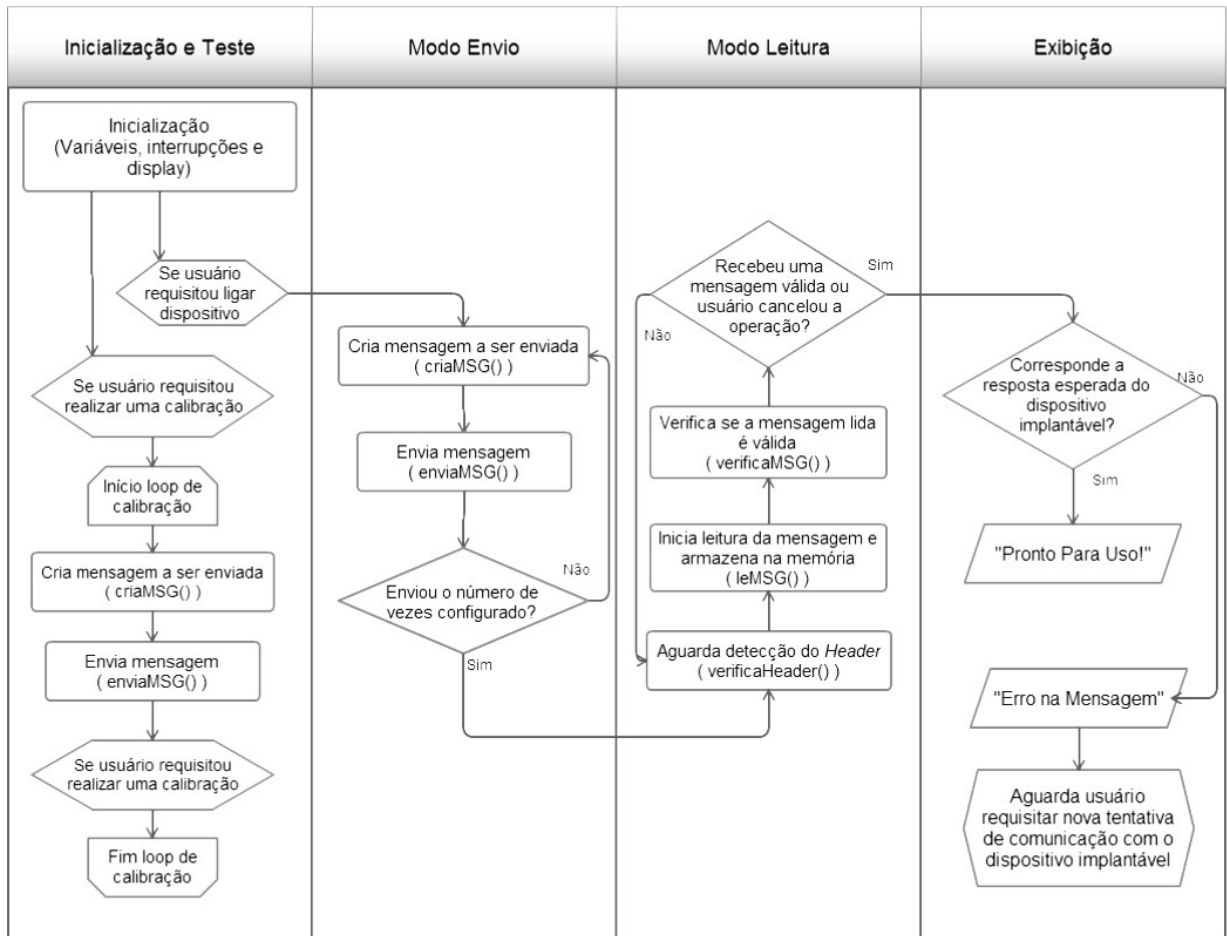 Inicialização e Teste
Modo Envio
Modo Leitura
Exibição
Inicialização
(Variáveis, interrupções e
display)
Se usuário
requisitou ligar
dispositivo
Se usuário requisitou
realizar uma calibração
Início loop de
calibração
Cria mensagem a ser enviada
( criaMSG() )
Envia mensagem
( enviaMSG() )
Se usuário requisitou
realizar uma calibração
Fim loop de
calibração
Cria mensagem a ser enviada
( criaMSG() )
Envia mensagem
( enviaMSG() )
Enviou o número de
vezes configurado?
Não
Sim
Recebeu uma
mensagem válida ou
usuário cancelou a
operação?
Sim
Não
Verifica se a mensagem lida
é válida
( verificaMSG() )
Inicia leitura da mensagem e
armazena na memória
( leMSG() )
Aguarda detecção do Header
( verificaHeader() )
Corresponde a
resposta esperada do
dispositivo
implantável?
Não
Sim
"Pronto Para Uso!"
"Erro na Mensagem"
Aguarda usuário
requisitar nova tentativa
de comunicação com o
dispositivo implantável